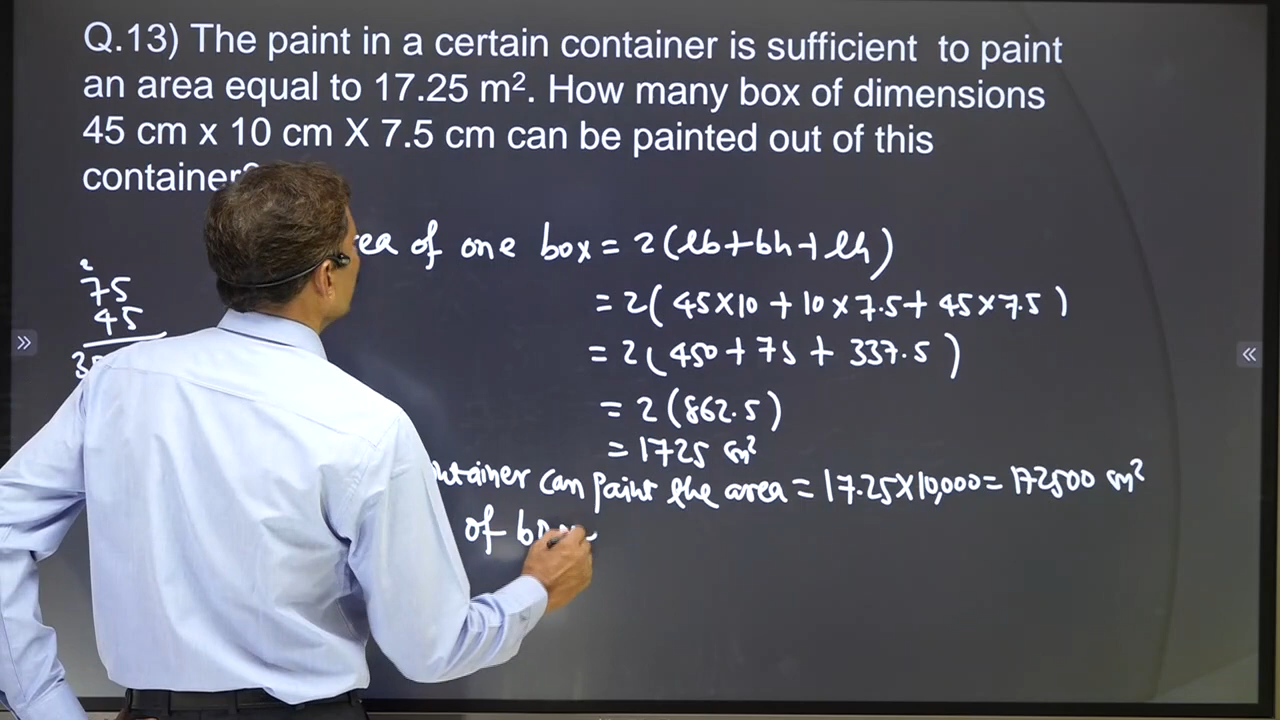 Q.13) The paint in a certain container is sufficient to paint
an area equal to 17.25 m². How many box of dimensions
45 cm x 10 cm X 7.5 cm can be painted out of this
container?
of one box = 2(lb+bh+lh)
= 2( 45×10 + 10×7.5+ 45×7.5 )
= 2( 450+ 75 + 337.5 )
= 2(862.5)
= 1725 cm²
can paint the area = 17.25×10,000= 172500 cm²
of
2
75
45
»
«